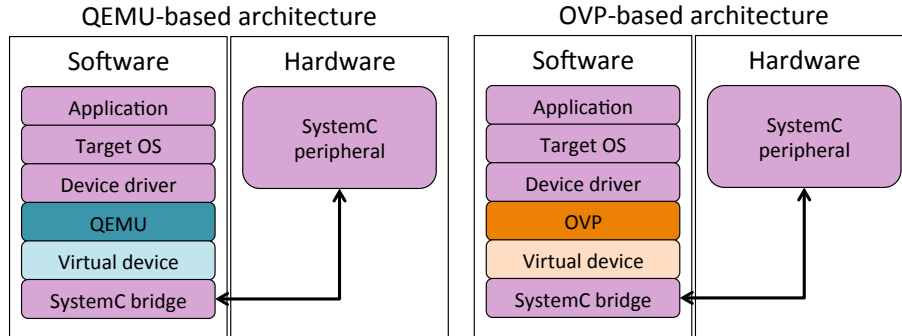 QEMU-based architecture
Software
Hardware
Application
Target OS
Device driver
QEMU
Virtual device
SystemC bridge
SystemC
peripheral
OVP-based architecture
Software
Hardware
Application
Target OS
Device driver
OVP
Virtual device
SystemC bridge
SystemC
peripheral